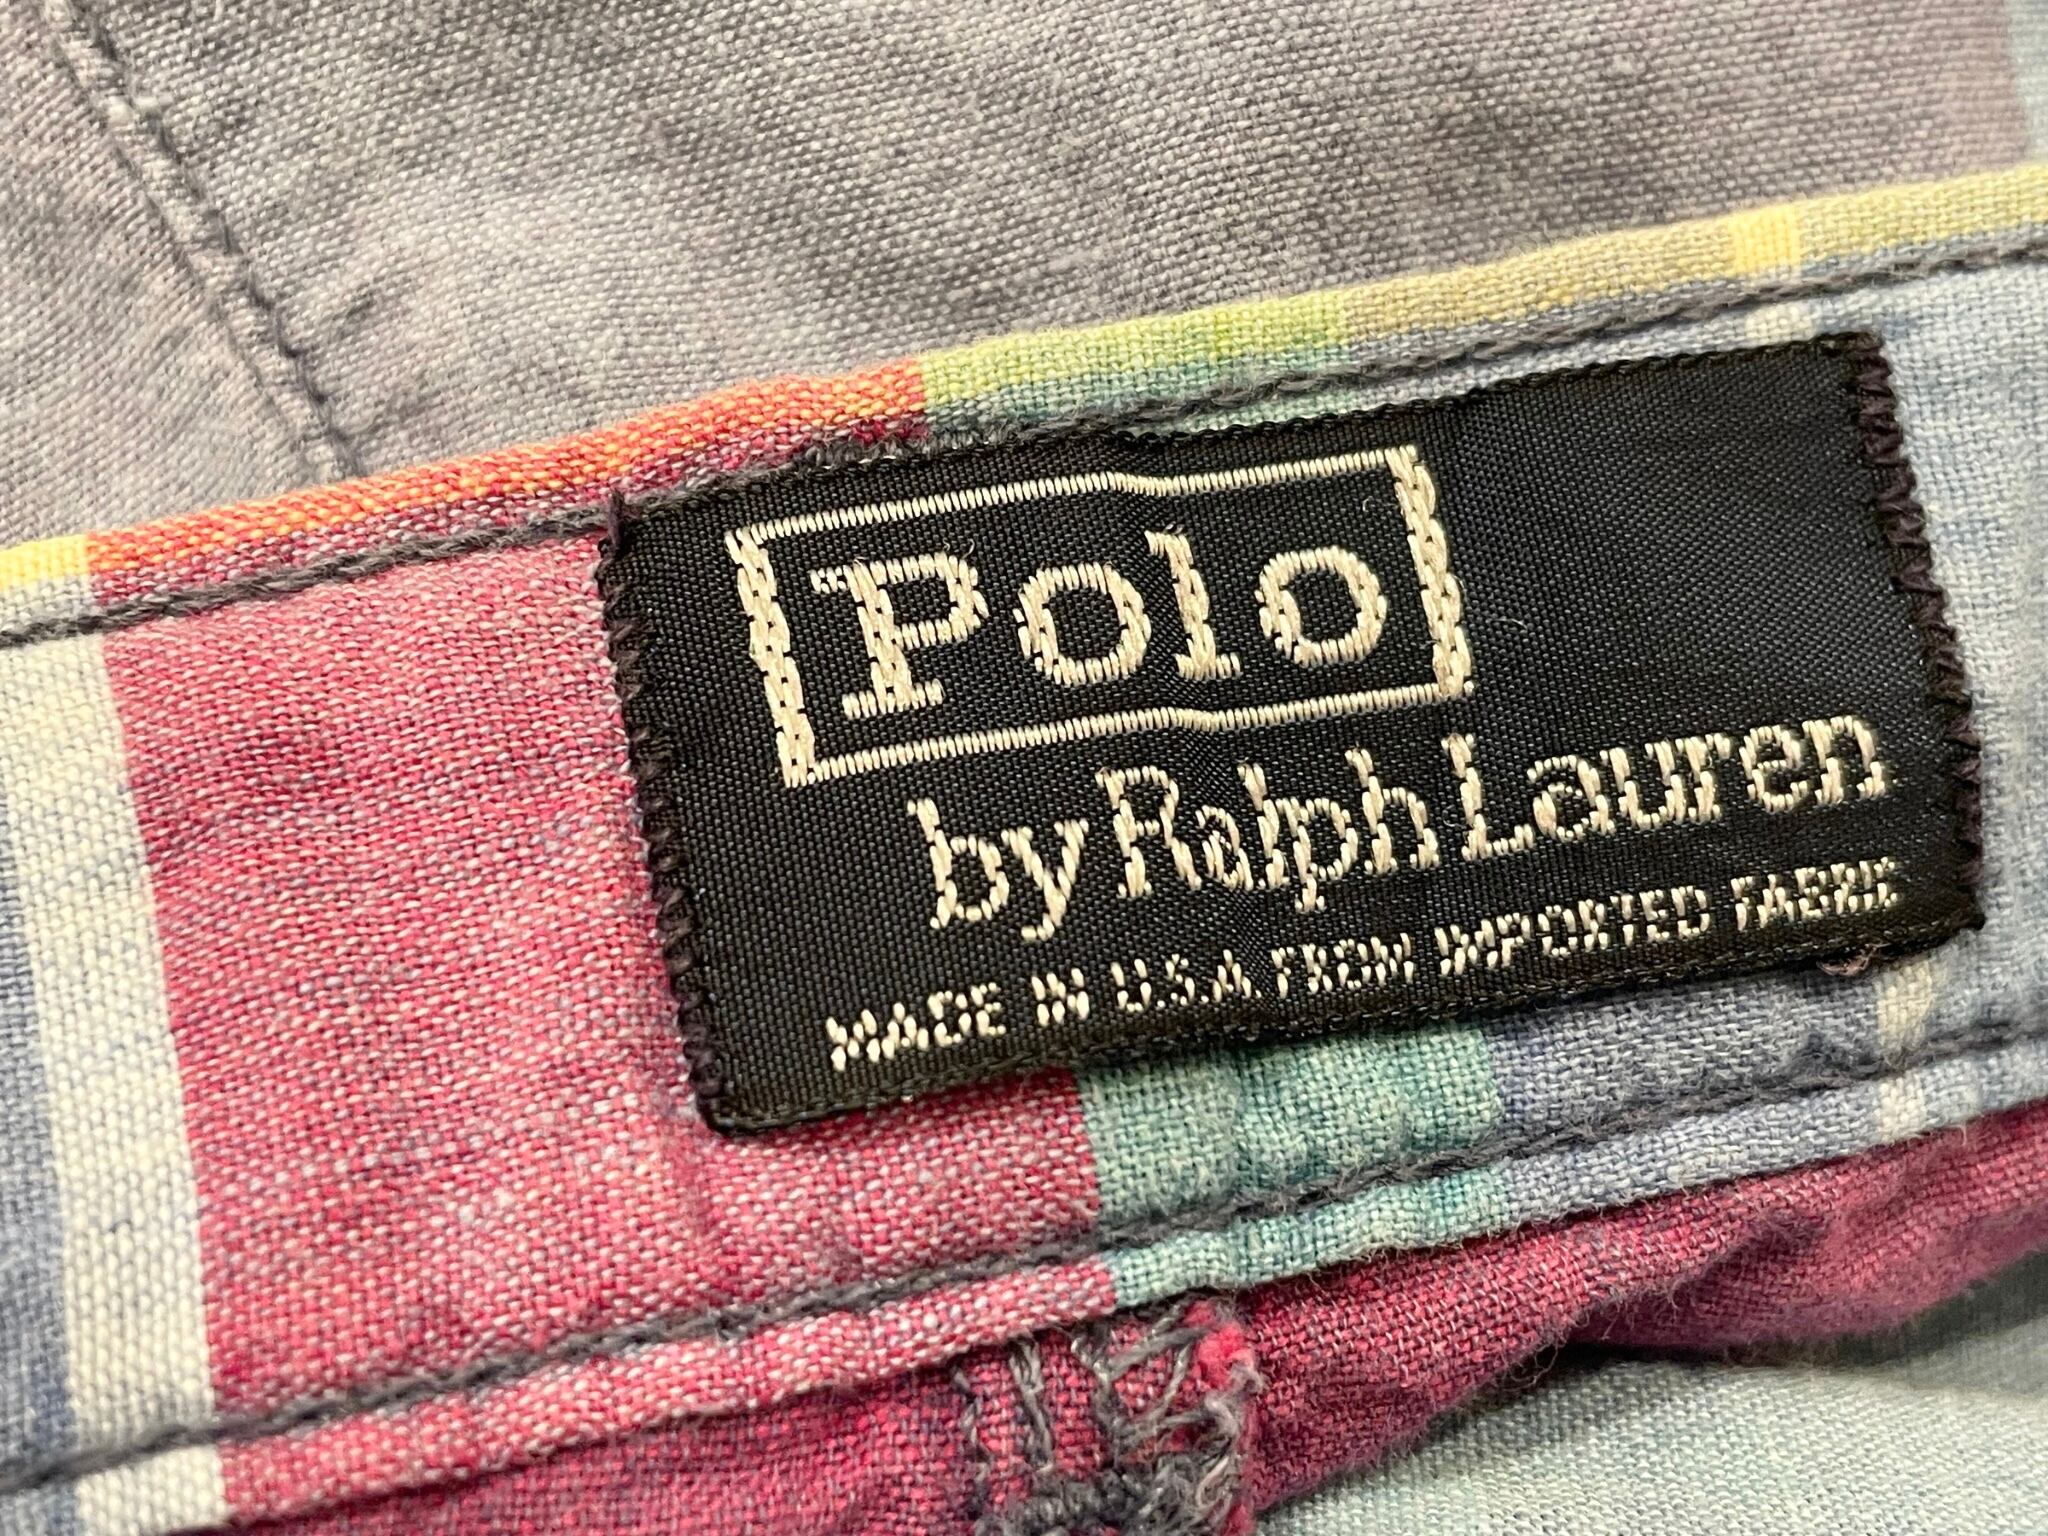 Polo
by Ralph Lauren
MADE IN U.S.A. FROM IMPORTED FABRIC